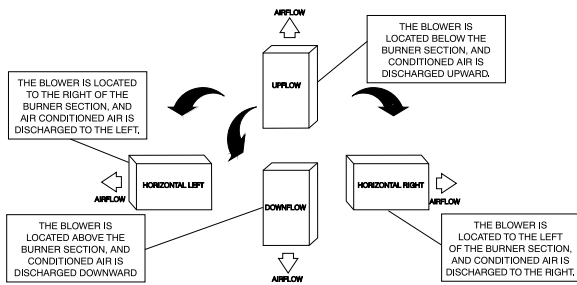 AIRFLOW
THE BLOWER IS
LOCATED BELOW THE
BURNER SECTION, AND
CONDITIONED AIR IS
DISCHARGED UPWARD.
UPFLOW
THE BLOWER IS LOCATED
TO THE RIGHT OF THE
BURNER SECTION, AND
AIR CONDITIONED AIR IS
DISCHARGED TO THE LEFT.
HORIZONTAL LEFT
AIRFLOW
HORIZONTAL RIGHT
AIRFLOW
DOWNFLOW
THE BLOWER IS
LOCATED ABOVE THE
BURNER SECTION, AND
CONDITIONED AIR IS
DISCHARGED DOWNWARD
THE BLOWER IS
LOCATED TO THE LEFT
OF THE BURNER SECTION,
AND CONDITIONED AIR IS
DISCHARGED TO THE RIGHT.
AIRFLOW